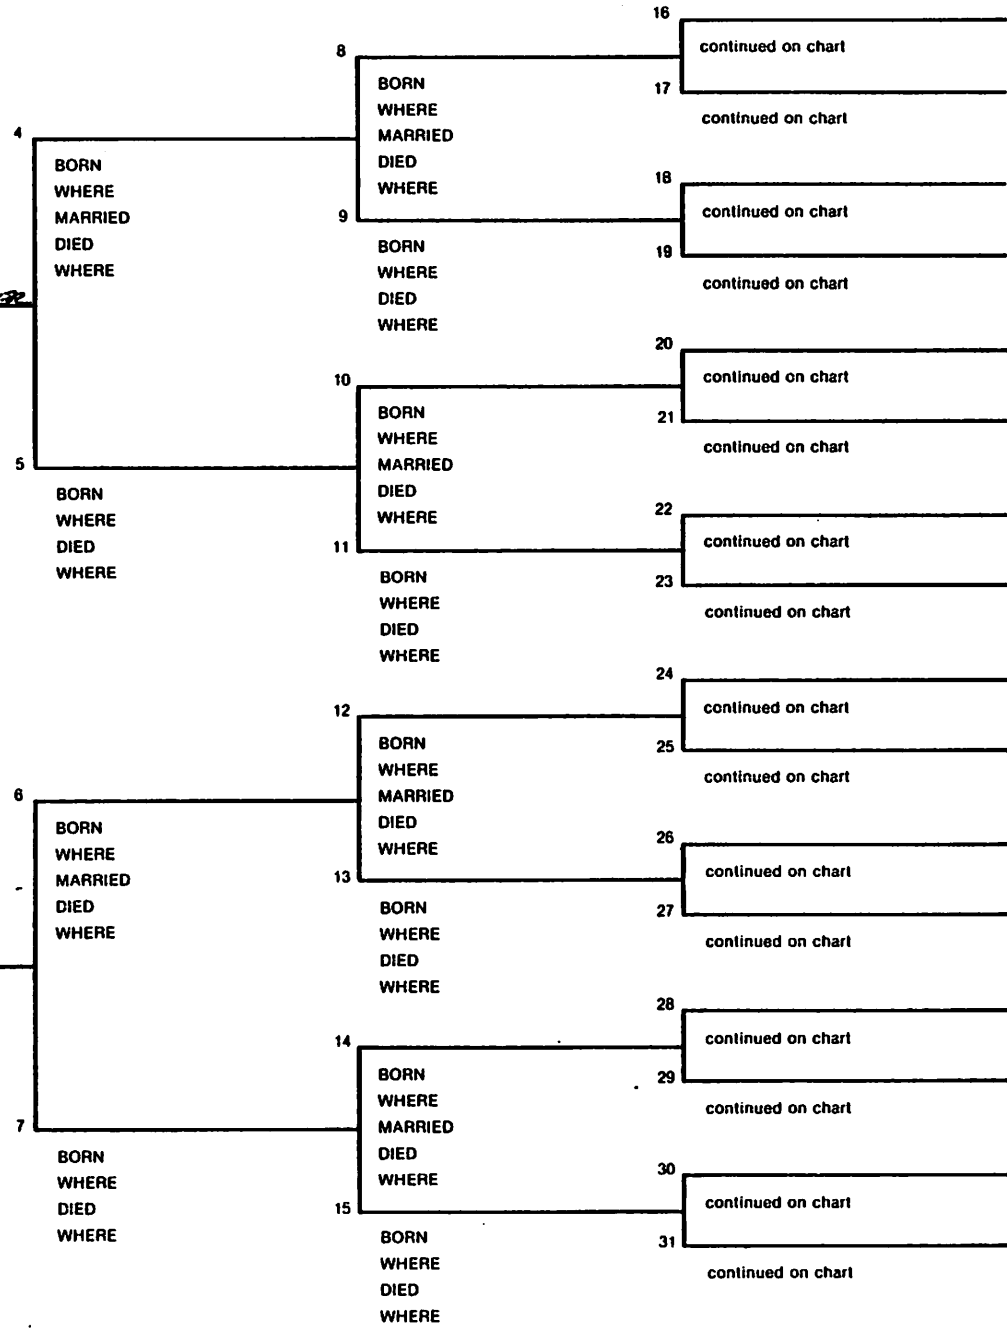 4
BORN
WHERE
MARRIED
DIED
WHERE
5
BORN
WHERE
DIED
WHERE
6
BORN
WHERE
MARRIED
DIED
WHERE
7
BORN
WHERE
DIED
WHERE
8
BORN
WHERE
MARRIED
DIED
WHERE
9
BORN
WHERE
DIED
WHERE
10
BORN
WHERE
MARRIED
DIED
WHERE
11
BORN
WHERE
DIED
WHERE
12
BORN
WHERE
MARRIED
DIED
WHERE
13
BORN
WHERE
DIED
WHERE
14
BORN
WHERE
MARRIED
DIED
WHERE
15
BORN
WHERE
DIED
WHERE
16
continued on chart
17
continued on chart
18
continued on chart
19
continued on chart
20
continued on chart
21
continued on chart
22
continued on chart
23
continued on chart
24
continued on chart
25
continued on chart
26
continued on chart
27
continued on chart
28
continued on chart
29
continued on chart
30
continued on chart
31
continued on chart